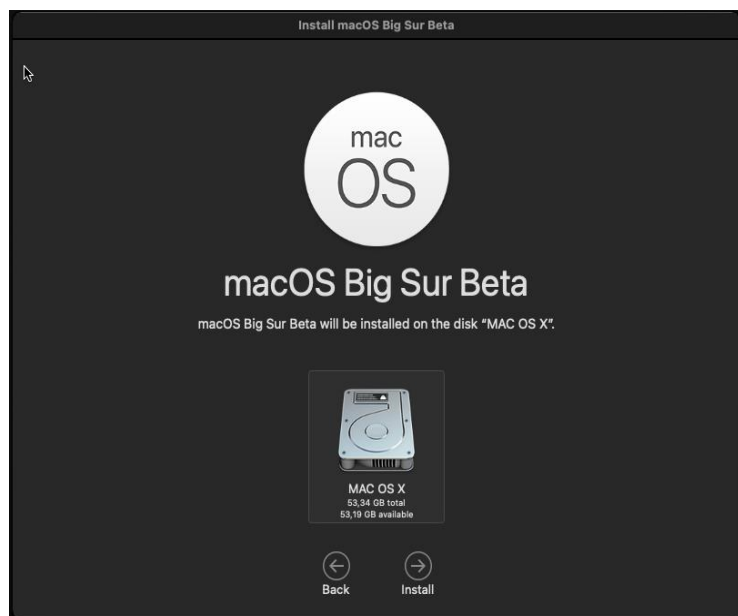 Install macOS Big Sur Beta
mac
OS
macOS Big Sur Beta
macOS Big Sur Beta will be installed on the disk “MAC OS X”.
MAC OS X
53,34 GB total
53,19 GB available
Back
Install